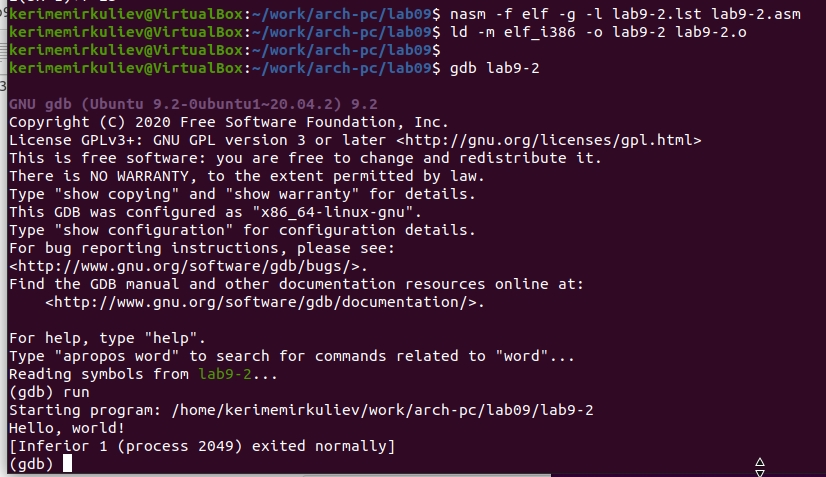 kerimemirkuliev@VirtualBox:~/work/arch-pc/lab09$ nasm -f elf -g -l lab9-2.lst lab9-2.asm
kerimemirkuliev@VirtualBox:~/work/arch-pc/lab09$ ld -m elf_i386 -o lab9-2 lab9-2.o
kerimemirkuliev@VirtualBox:~/work/arch-pc/lab09$
kerimemirkuliev@VirtualBox:~/work/arch-pc/lab09$ gdb lab9-2
GNU gdb (Ubuntu 9.2-0ubuntu1~20.04.2) 9.2
Copyright (C) 2020 Free Software Foundation, Inc.
License GPLv3+: GNU GPL version 3 or later <http://gnu.org/licenses/gpl.html>
This is free software: you are free to change and redistribute it.
There is NO WARRANTY, to the extent permitted by law.
Type "show copying" and "show warranty" for details.
This GDB was configured as "x86_64-linux-gnu".
Type "show configuration" for configuration details.
For bug reporting instructions, please see:
<http://www.gnu.org/software/gdb/bugs/>.
Find the GDB manual and other documentation resources online at:
    <http://www.gnu.org/software/gdb/documentation/>.
For help, type "help".
Type "apropos word" to search for commands related to "word"...
Reading symbols from lab9-2...
(gdb) run
Starting program: /home/kerimemirkuliev/work/arch-pc/lab09/lab9-2
Hello, world!
[Inferior 1 (process 2049) exited normally]
(gdb)